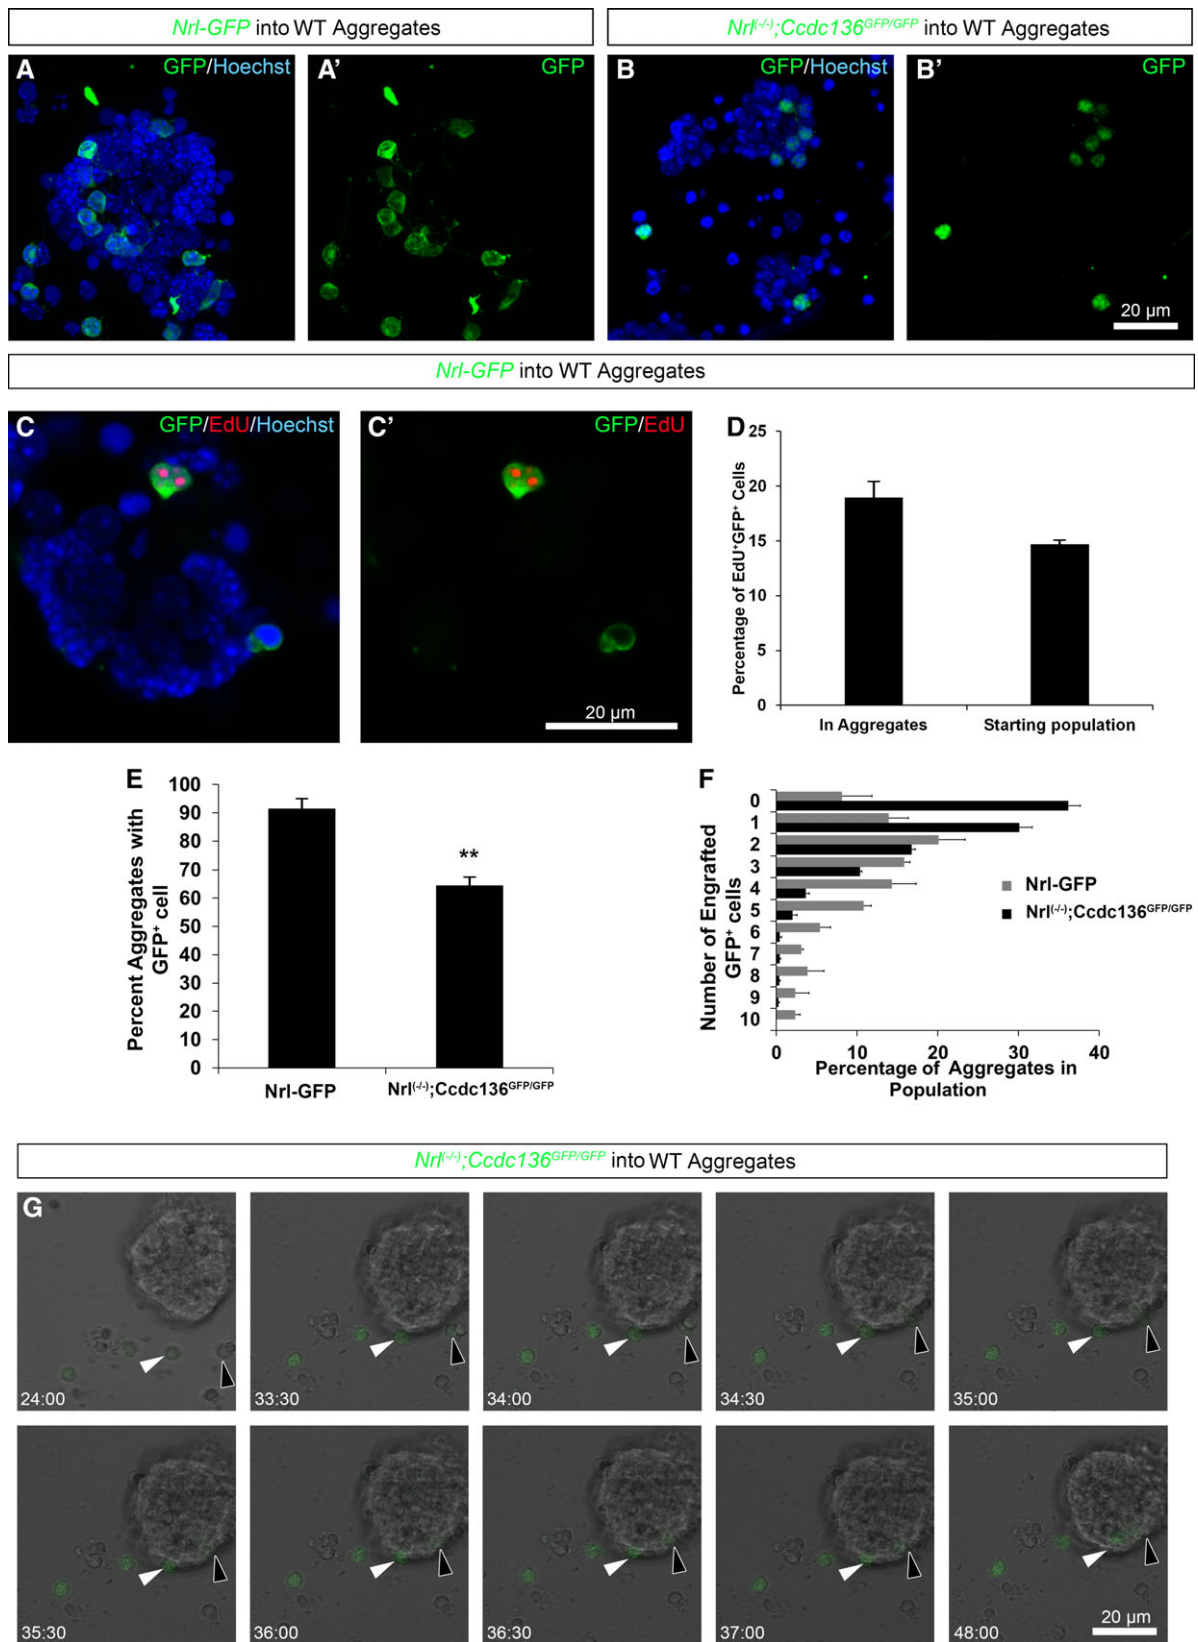 Nrl-GFP into WT Aggregates
Nrl(-/-);Ccdc136GFP/GFP into WT Aggregates
A GFP/Hoechst
A' GFP
B GFP/Hoechst
B' GFP
20 µm
Nrl-GFP into WT Aggregates
C GFP/EdU/Hoechst
C' GFP/EdU
20 µm
D
Percentage of EdU+GFP+ Cells
25
20
15
10
5
0
In Aggregates
Starting population
E
Percent Aggregates with
GFP+ cell
100
90
80
70
60
50
40
30
20
10
0
**
Nrl-GFP
Nrl(-/-);Ccdc136GFP/GFP
F
Number of Engrafted
GFP+ cells
0
1
2
3
4
5
6
7
8
9
10
Nrl-GFP
Nrl(-/-);Ccdc136GFP/GFP
0 10 20 30 40
Percentage of Aggregates in
Population
Nrl(-/-);Ccdc136GFP/GFP into WT Aggregates
G
24:00
33:30
34:00
34:30
35:00
35:30
36:00
36:30
37:00
48:00
20 µm